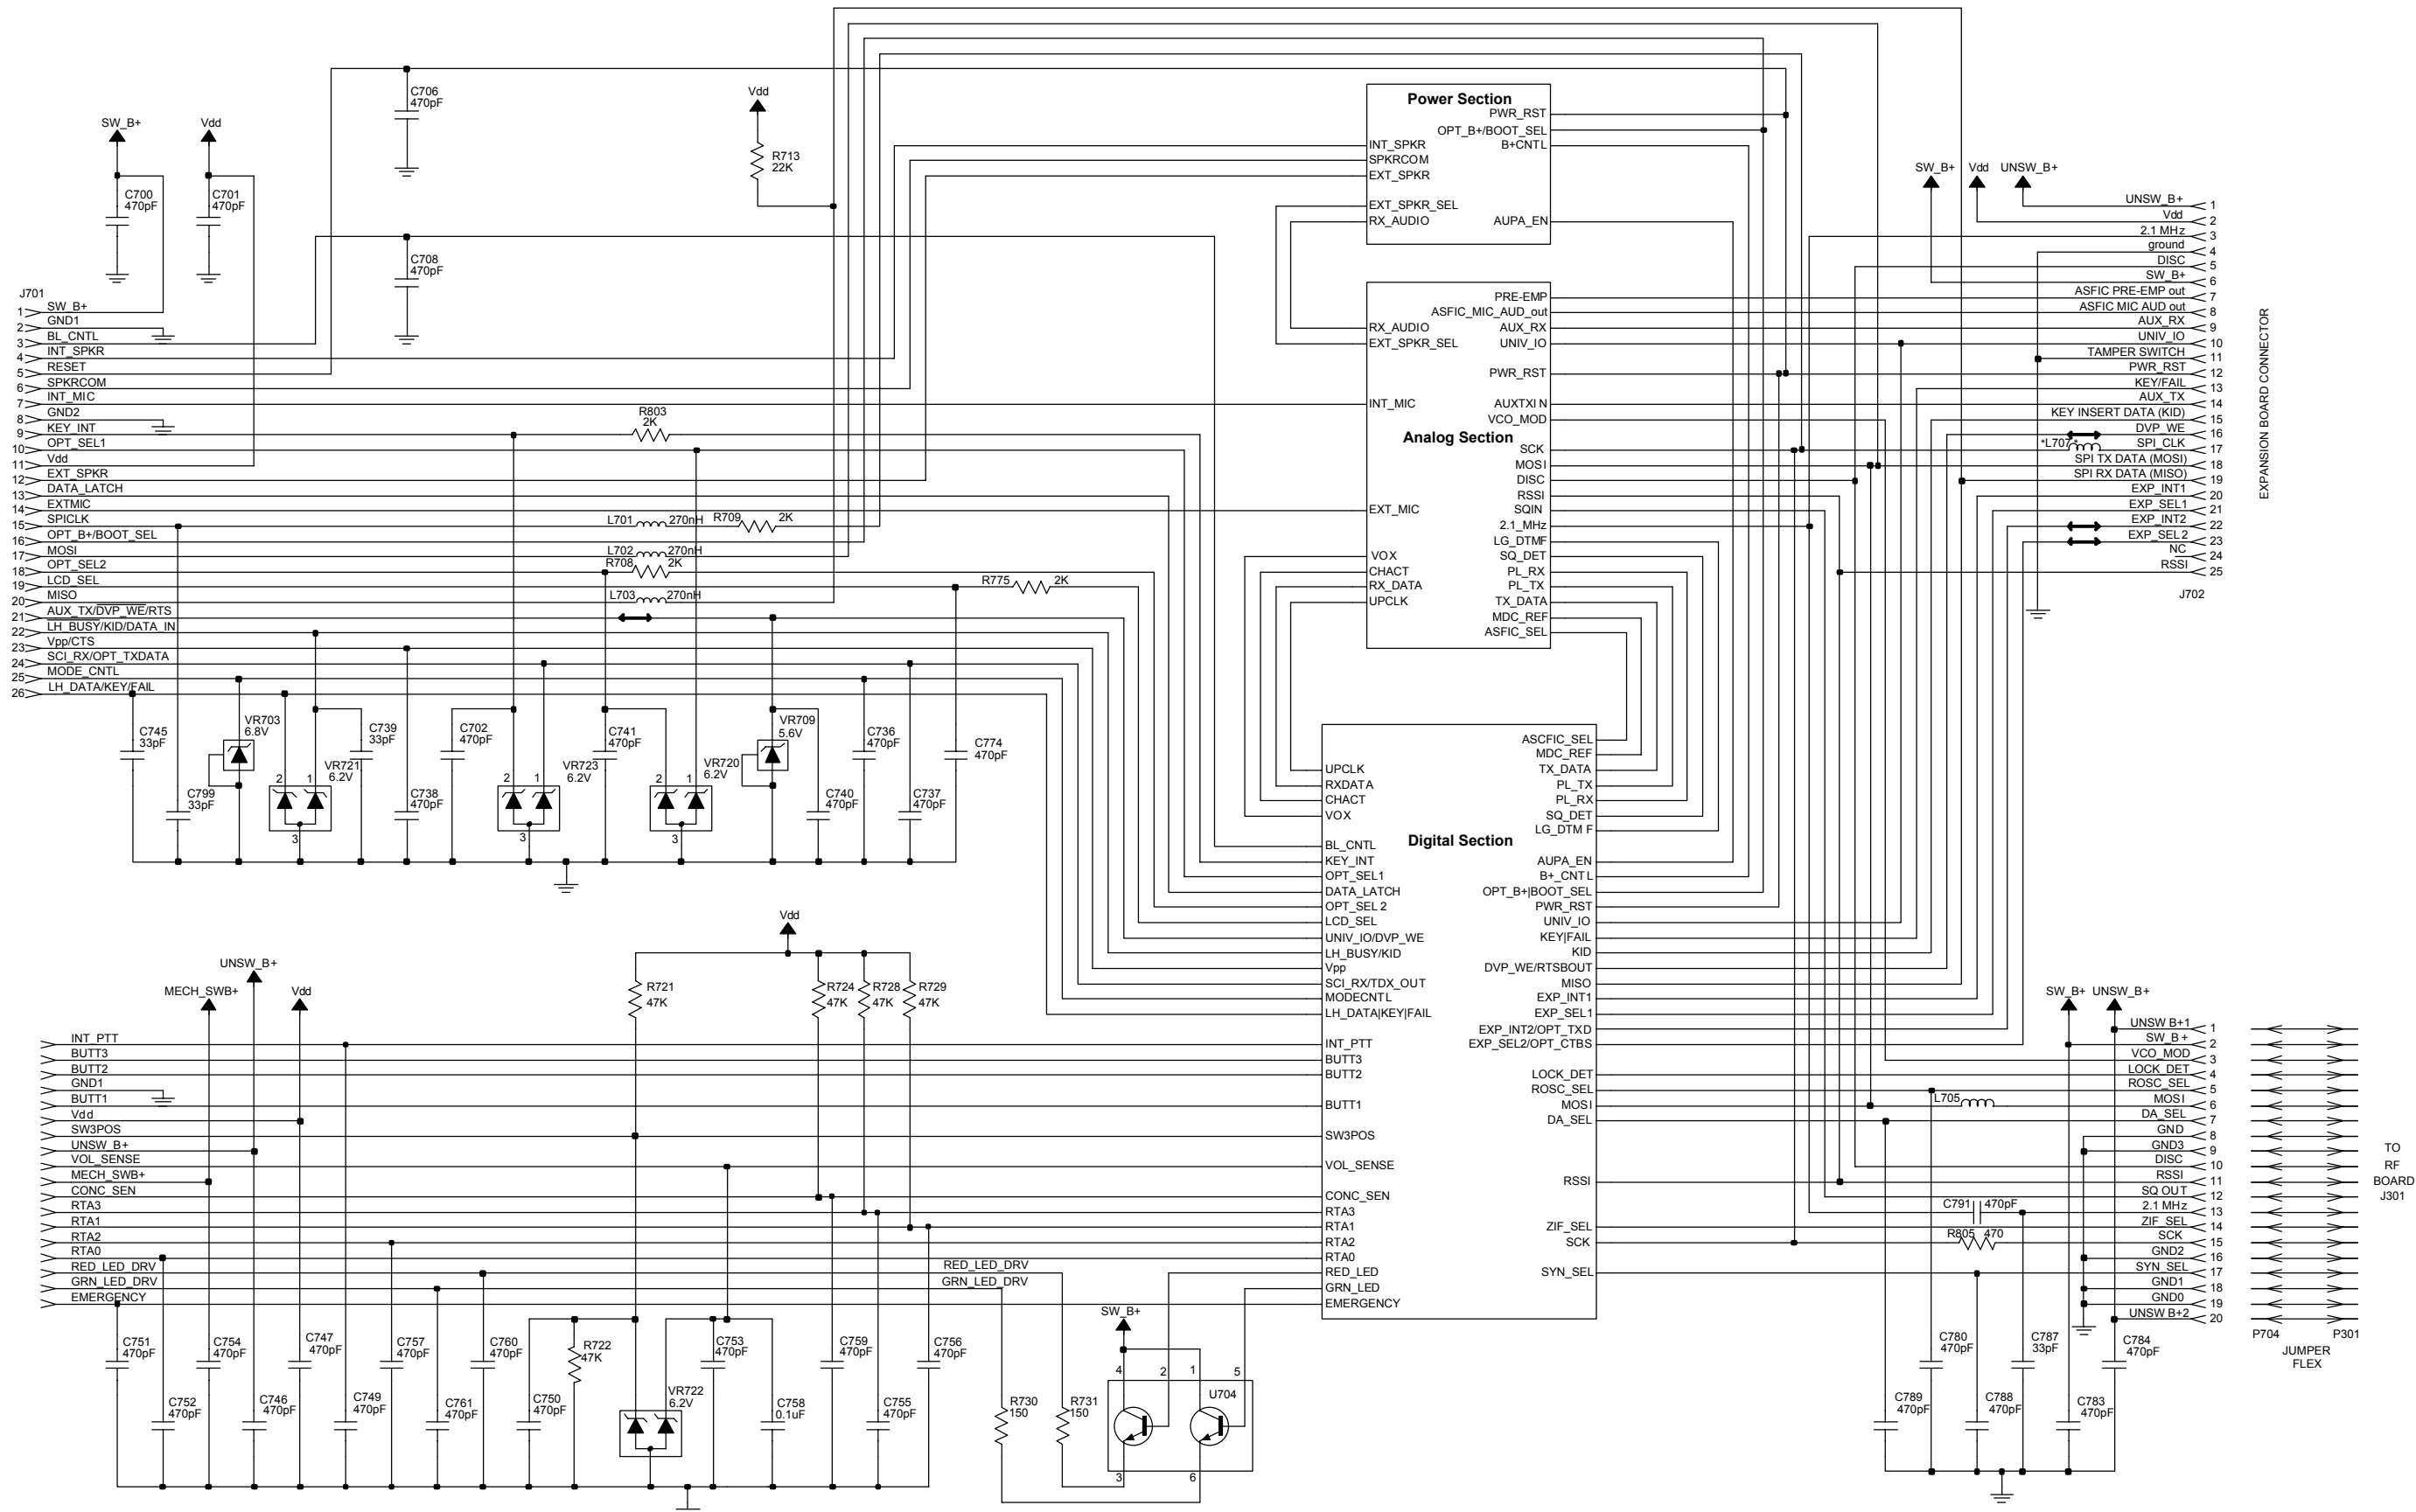 SW_B+
Vdd
C700
470pF
C701
470pF
C706
470pF
C708
470pF
Vdd
R713
22K
Power Section
PWR_RST
OPT_B+/BOOT_SEL
B+CNTL
INT_SPKR
SPKRCOM
EXT_SPKR
EXT_SPKR_SEL
RX_AUDIO
AUPA_EN
J701
1 SW_B+
2 GND1
3 BL_CNTL
4 INT_SPKR
5 RESET
6 SPKRCOM
7 INT_MIC
8 GND2
9 KEY_INT
10 OPT_SEL1
11 Vdd
12 EXT_SPKR
13 DATA_LATCH
14 EXTMIC
15 SPICLK
16 OPT_B+/BOOT_SEL
17 MOSI
18 OPT_SEL2
19 LCD_SEL
20 MISO
21 AUX_TX/DVP_WE/RTS
22 LH_BUSY/KID/DATA_IN
23 Vpp/CTS
24 SCI_RX/OPT_TXDATA
25 MODE_CNTL
26 LH_DATA/KEY/FAIL
R803
2K
L701 270nH
R709 2K
L702 270nH
R708 2K
L703 270nH
R775 2K
Analog Section
RX_AUDIO
EXT_SPKR_SEL
INT_MIC
EXT_MIC
VOX
CHACT
RX_DATA
UPCLK
PRE-EMP
ASFIC_MIC_AUD_out
AUX_RX
UNIV_IO
PWR_RST
AUXTXI N
VCO_MOD
SCK
MOSI
DISC
RSSI
SQIN
2.1_MHz
LG_DTMF
SQ_DET
PL_RX
PL_TX
TX_DATA
MDC_REF
ASFIC_SEL
SW_B+
Vdd
UNSW_B+
UNSW_B+ 1
Vdd 2
2.1 MHz 3
ground 4
DISC 5
SW_B+ 6
ASFIC PRE-EMP out 7
ASFIC MIC AUD out 8
AUX_RX 9
UNIV_IO 10
TAMPER SWITCH 11
PWR_RST 12
KEY/FAIL 13
AUX_TX 14
KEY INSERT DATA (KID) 15
DVP_WE 16
*L707 *
SPI_CLK 17
SPI TX DATA (MOSI) 18
SPI RX DATA (MISO) 19
EXP_INT1 20
EXP_SEL1 21
EXP_INT2 22
EXP_SEL2 23
NC 24
RSSI 25
J702
EXPANSION BOARD CONNECTOR
C745
33pF
C799
33pF
VR703
6.8V
VR721
6.2V
2 1
3
C739
33pF
C738
470pF
C702
470pF
VR723
6.2V
2 1
3
C741
470pF
VR720
6.2V
2 1
3
VR709
5.6V
C740
470pF
C736
470pF
C737
470pF
C774
470pF
Digital Section
UPCLK
RXDATA
CHACT
VOX
BL_CNTL
KEY_INT
OPT_SEL1
DATA_LATCH
OPT_SEL 2
LCD_SEL
UNIV_IO/DVP_WE
LH_BUSY/KID
Vpp
SCI_RX/TDX_OUT
MODECNTL
LH_DATA|KEY|FAIL
INT_PTT
BUTT3
BUTT2
BUTT1
SW3POS
VOL_SENSE
CONC_SEN
RTA3
RTA1
RTA2
RTA0
RED_LED
GRN_LED
EMERGENCY
ASCFIC_SEL
MDC_REF
TX_DATA
PL_TX
PL_RX
SQ_DET
LG_DTM F
AUPA_EN
B+_CNTL
OPT_B+|BOOT_SEL
PWR_RST
UNIV_IO
KEY|FAIL
KID
DVP_WE/RTSBOUT
MISO
EXP_INT1
EXP_SEL1
EXP_INT2/OPT_TXD
EXP_SEL2/OPT_CTBS
LOCK_DET
ROSC_SEL
MOSI
DA_SEL
RSSI
ZIF_SEL
SCK
SYN_SEL
MECH_SWB+
UNSW_B+
Vdd
Vdd
R721
47K
R724
47K
R728
47K
R729
47K
INT_PTT
BUTT3
BUTT2
GND1
BUTT1
Vdd
SW3POS
UNSW_B+
VOL_SENSE
MECH_SWB+
CONC_SEN
RTA3
RTA1
RTA2
RTA0
RED_LED_DRV
GRN_LED_DRV
EMERGENCY
RED_LED_DRV
GRN_LED_DRV
C751
470pF
C752
470pF
C754
470pF
C746
470pF
C747
470pF
C749
470pF
C757
470pF
C761
470pF
C760
470pF
C750
470pF
R722
47K
VR722
6.2V
C753
470pF
C758
0.1uF
C759
470pF
C755
470pF
C756
470pF
R730
150
R731
150
SW_B+
4 2 1 5
U704
3 6
SW_B+
UNSW_B+
UNSW B+1 1
SW_B+ 2
VCO_MOD 3
LOCK_DET 4
ROSC_SEL 5
L705
MOSI 6
DA_SEL 7
GND 8
GND3 9
DISC 10
RSSI 11
SQ OUT 12
C791 470pF
2.1 MHz 13
ZIF_SEL 14
R805 470
SCK 15
GND2 16
SYN_SEL 17
GND1 18
GND0 19
UNSW B+2 20
C789
470pF
C780
470pF
C788
470pF
C787
33pF
C783
470pF
C784
470pF
P704
P301
JUMPER
FLEX
TO
RF
BOARD
J301